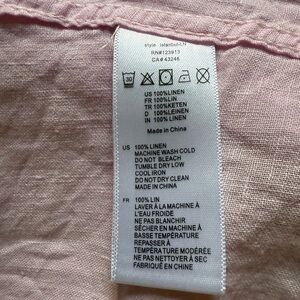 style istanbul-LN
RN#123913
CA#43246
30
US 100%LINEN
FR 100%LIN
TR 100%KETEN
D 100%LEINEN
IN 100% LINEN
Made in China
US 100%LINEN
MACHINE WASH COLD
DO NOT BLEACH
TUMBLE DRY LOW
COOL IRON
DO NOT DRY CLEAN
MADE IN CHINA
FR 100% LIN
LAVER À LA MACHINE À
L'EAU FROIDE
NE PAS BLANCHIR
SÉCHER EN MACHINE À
BASSE TEMPÉRATURE
REPASSER À
TEMPÉRATURE MODÉRÉE
NE PAS NETTOYER À SEC
FABRIQUÉ EN CHINE